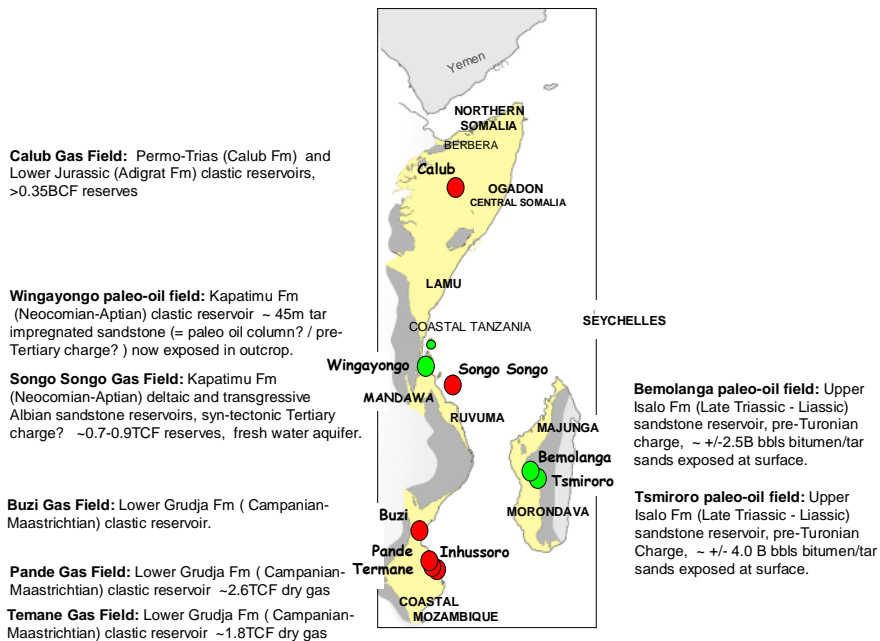 Yemen
NORTHERN
SOMALIA
BERBERA
Calub
OGADON
CENTRAL SOMALIA
LAMU
COASTAL TANZANIA
SEYCHELLES
Wingayongo
Songo Songo
MANDAWA
RUVUMA
MAJUNGA
Bemolanga
Tsmiroro
MORONDAVA
Buzi
Pande
Inhussoro
Termane
COASTAL
MOZAMBIQUE
Calub Gas Field: Permo-Trias (Calub Fm) and
Lower Jurassic (Adigrat Fm) clastic reservoirs,
>0.35BCF reserves
Wingayongo paleo-oil field: Kapatimu Fm
(Neocomian-Aptian) clastic reservoir ~ 45m tar
impregnated sandstone (= paleo oil column? / pre-
Tertiary charge? ) now exposed in outcrop.
Songo Songo Gas Field: Kapatimu Fm
(Neocomian-Aptian) deltaic and transgressive
Albian sandstone reservoirs, syn-tectonic Tertiary
charge? ~0.7-0.9TCF reserves, fresh water aquifer.
Buzi Gas Field: Lower Grudja Fm ( Campanian-
Maastrichtian) clastic reservoir.
Pande Gas Field: Lower Grudja Fm ( Campanian-
Maastrichtian) clastic reservoir ~2.6TCF dry gas
Temane Gas Field: Lower Grudja Fm ( Campanian-
Maastrichtian) clastic reservoir ~1.8TCF dry gas
Bemolanga paleo-oil field: Upper
Isalo Fm (Late Triassic - Liassic)
sandstone reservoir, pre-Turonian
charge, ~ +/-2.5B bbls bitumen/tar
sands exposed at surface.
Tsmiroro paleo-oil field: Upper
Isalo Fm (Late Triassic - Liassic)
sandstone reservoir, pre-Turonian
Charge, ~ +/- 4.0 B bbls bitumen/tar
sands exposed at surface.